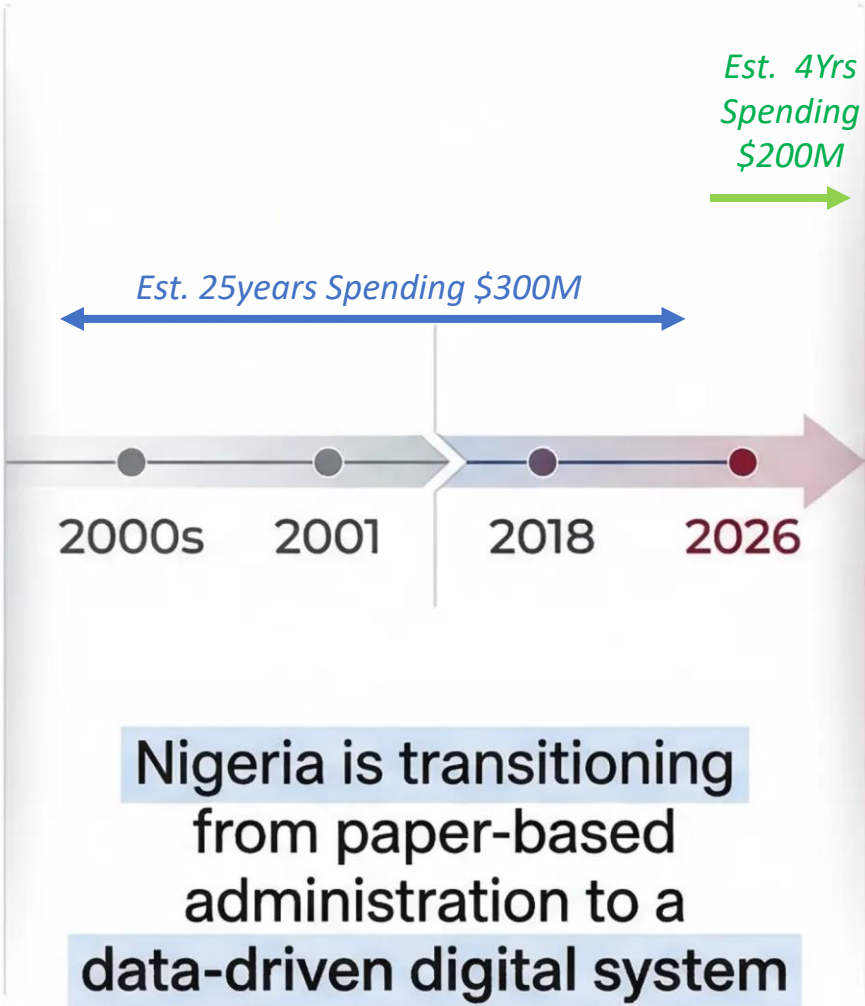 Est. 4Yrs
Spending
$200M
Est. 25years Spending $300M
2000s
2001
2018
2026
Nigeria is transitioning
from paper-based
administration to a
data-driven digital system